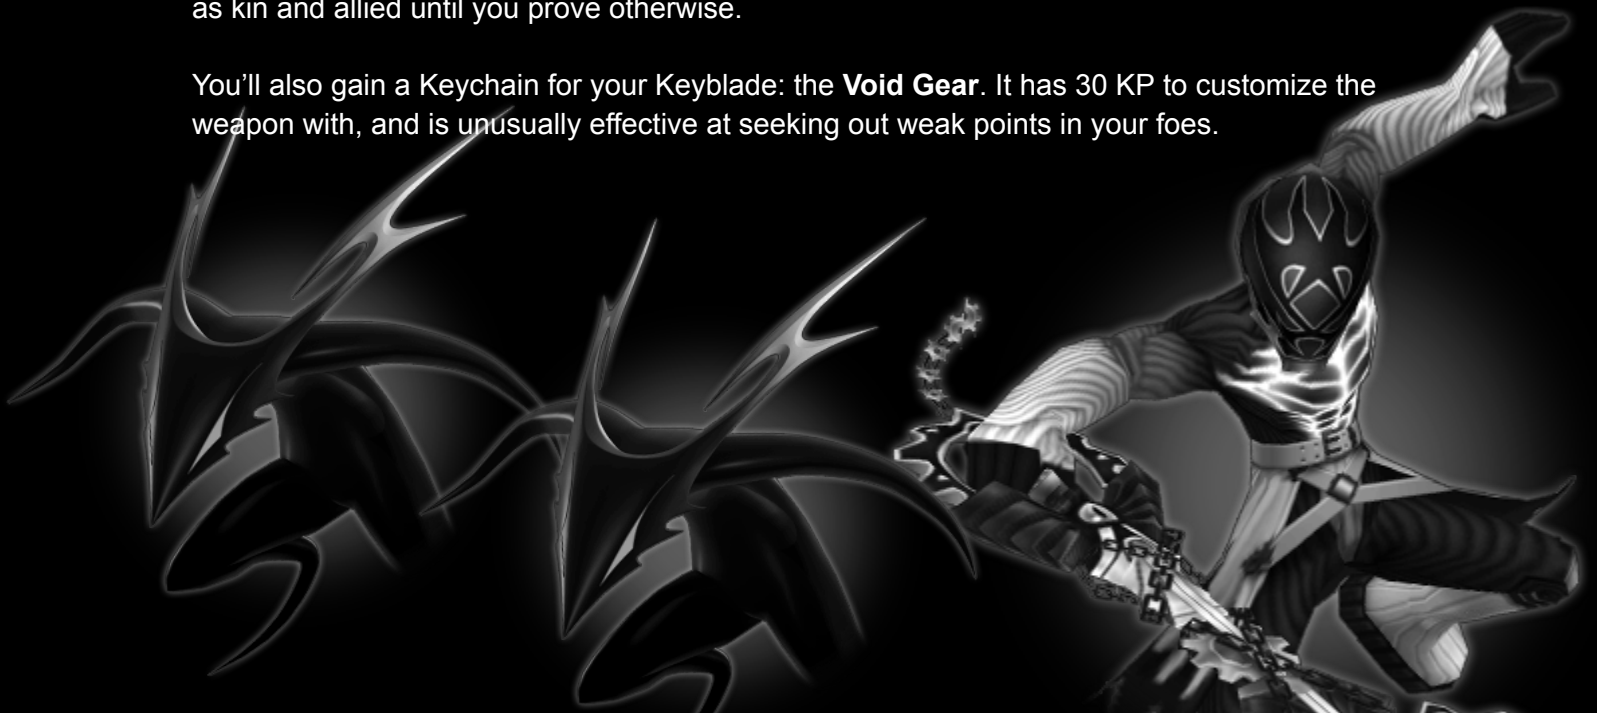 as kin and allied until you prove otherwise.
You’ll also gain a Keychain for your Keyblade: the Void Gear. It has 30 KP to customize the
weapon with, and is unusually effective at seeking out weak points in your foes.